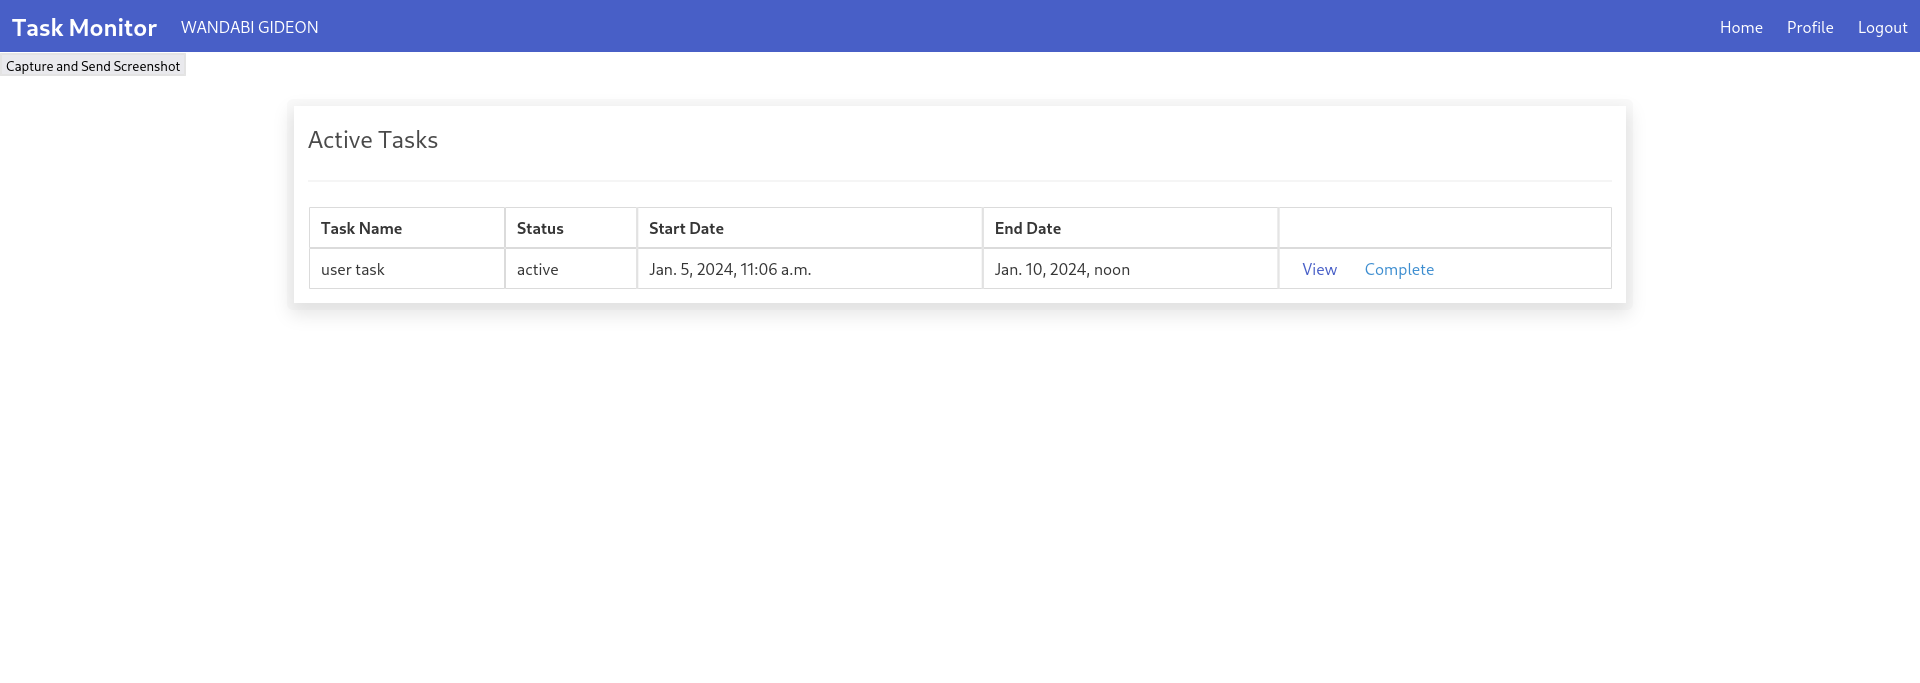 Task Monitor WANDABI GIDEON Home Profile Logout
Capture and Send Screenshot
Active Tasks
Task Name Status Start Date End Date
user task active Jan. 5, 2024, 11:06 a.m. Jan. 10, 2024, noon View Complete